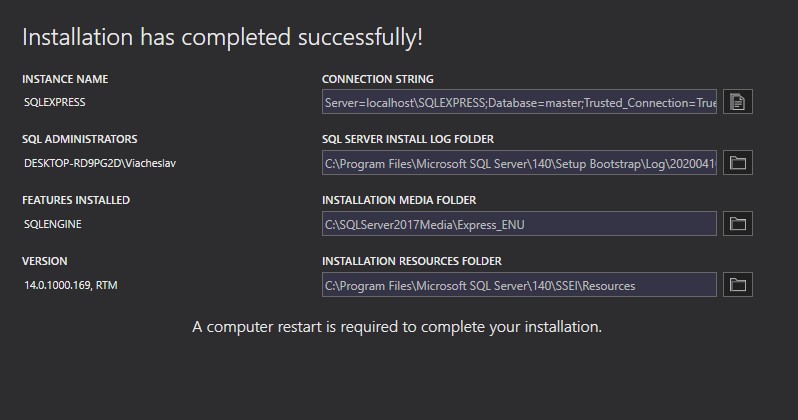 Installation has completed successfully!
INSTANCE NAME
SQLEXPRESS
CONNECTION STRING
Server=localhost\SQLEXPRESS;Database=master;Trusted_Connection=True
SQL ADMINISTRATORS
DESKTOP-RD9PG2D\Viacheslav
SQL SERVER INSTALL LOG FOLDER
C:\Program Files\Microsoft SQL Server\140\Setup Bootstrap\Log\2020041
FEATURES INSTALLED
SQLENGINE
INSTALLATION MEDIA FOLDER
C:\SQLServer2017Media\Express_ENU
VERSION
14.0.1000.169, RTM
INSTALLATION RESOURCES FOLDER
C:\Program Files\Microsoft SQL Server\140\SSEI\Resources
A computer restart is required to complete your installation.